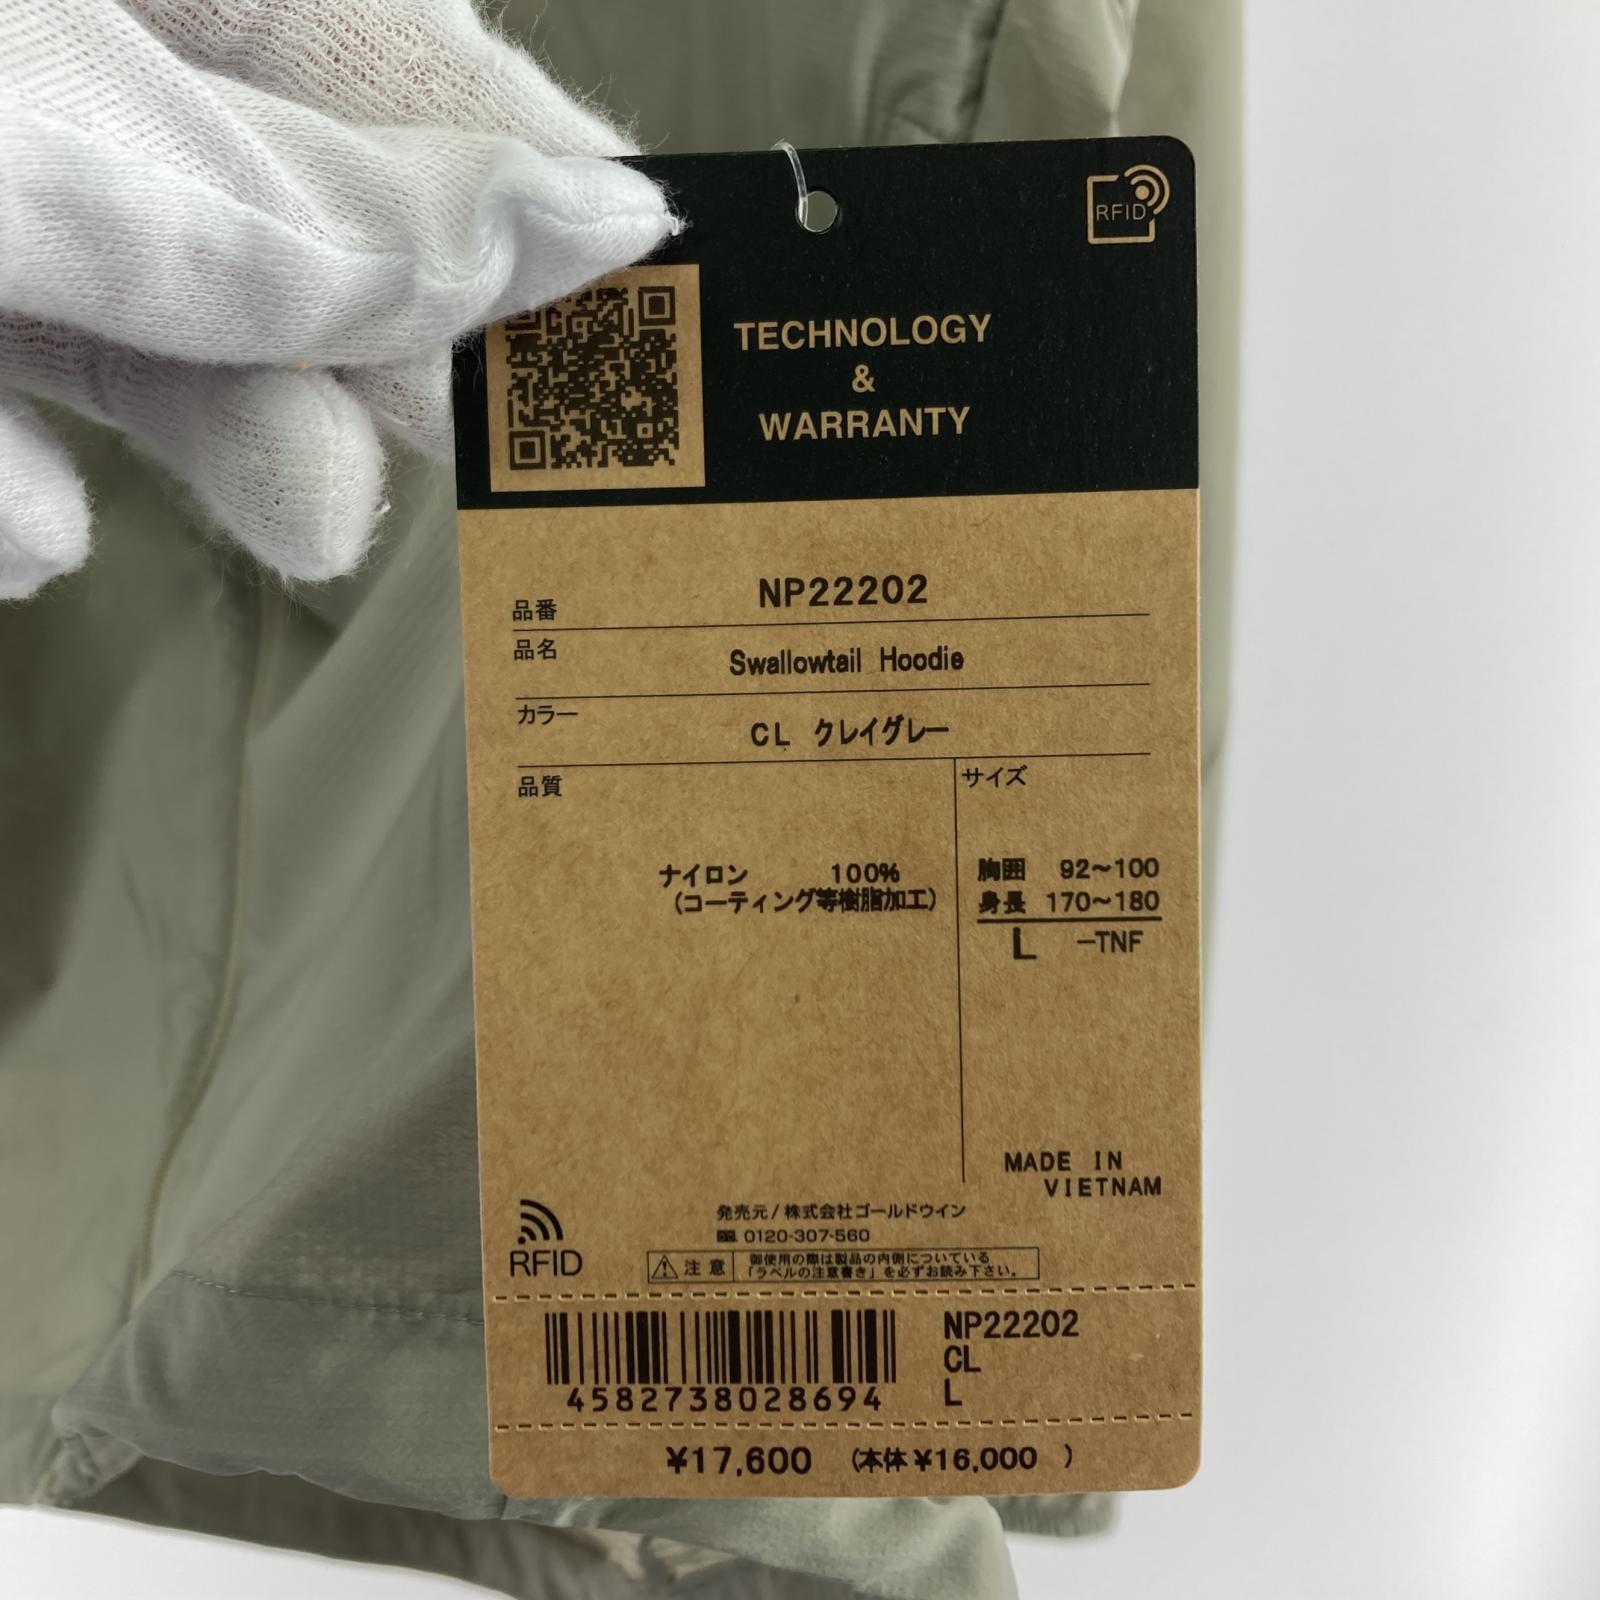 RFID
TECHNOLOGY
&
WARRANTY
品番 NP22202
品名 Swallowtail Hoodie
カラー CL クレイグレー
品質
ナイロン 100%
(コーティング等樹脂加工)
サイズ
胸囲 92~100
身長 170~180
L -TNF
MADE IN
VIETNAM
RFID
発売元/株式会社ゴールドウイン
0120-307-560
注意
御使用の際は製品の内側についている
「ラベルの注意書き」を必ずお読み下さい。
4582738028694
NP22202
CL
L
¥17,600 (本体¥16,000 )